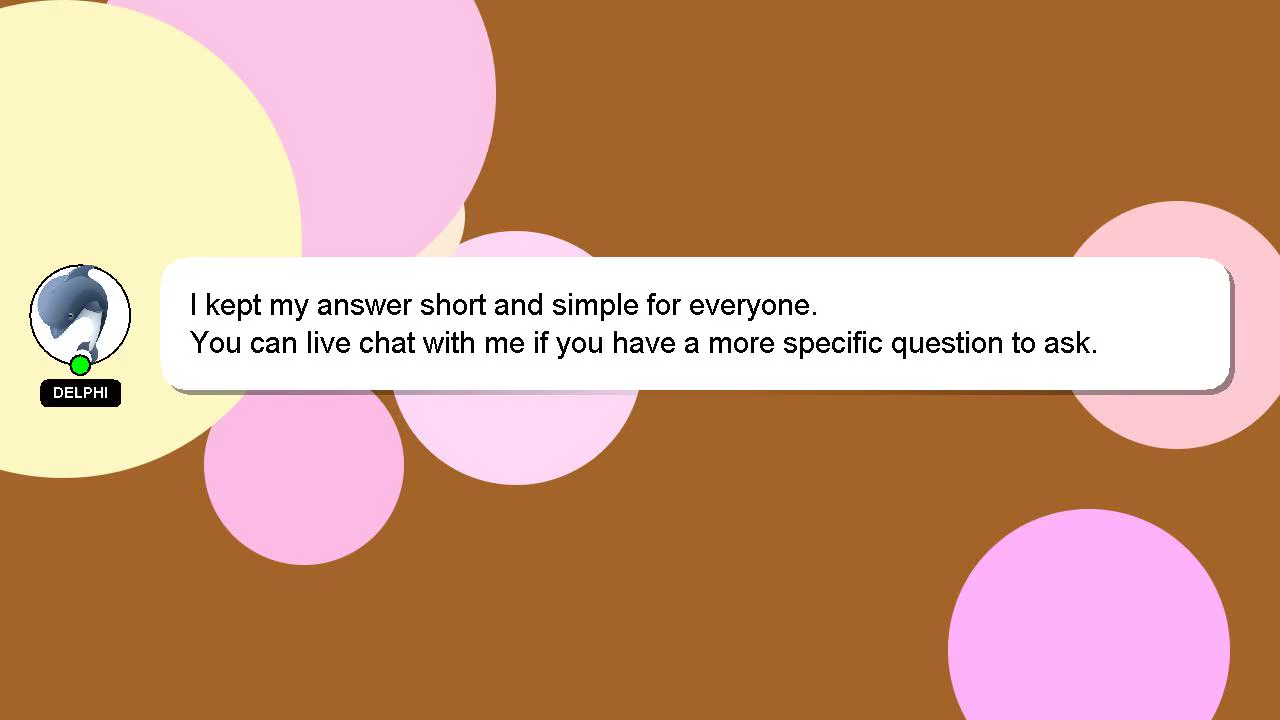 I kept my answer short and simple for everyone.
You can live chat with me if you have a more specific question to ask.
DELPHI